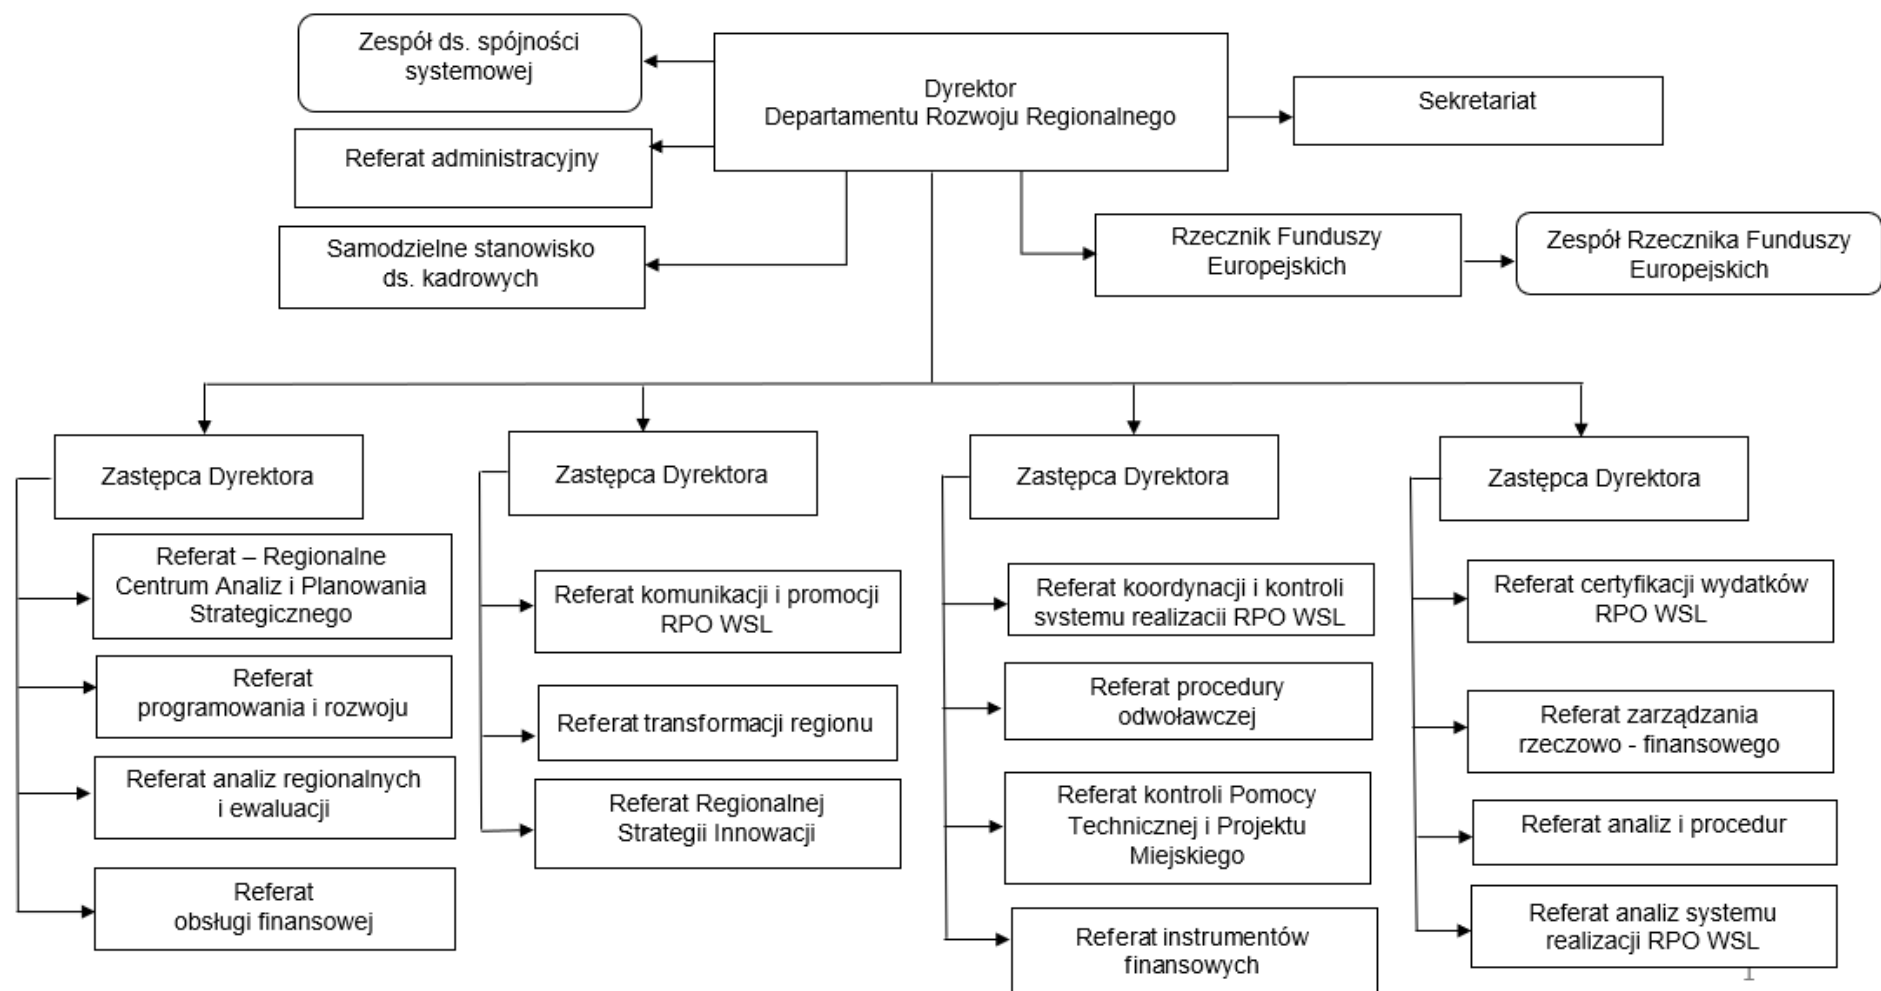 Zespół ds. spójności
systemowej
Dyrektor
Departamentu Rozwoju Regionalnego
Sekretariat
Referat administracyjny
Samodzielne stanowisko
ds. kadrowych
Rzecznik Funduszy
Europejskich
Zespół Rzecznika Funduszy
Europejskich
Zastępca Dyrektora
Referat – Regionalne
Centrum Analiz i Planowania
Strategicznego
Referat
programowania i rozwoju
Referat analiz regionalnych
i ewaluacji
Referat
obsługi finansowej
Zastępca Dyrektora
Referat komunikacji i promocji
RPO WSL
Referat transformacji regionu
Referat Regionalnej
Strategii Innowacji
Zastępca Dyrektora
Referat koordynacji i kontroli
systemu realizacji RPO WSL
Referat procedury
odwoławczej
Referat kontroli Pomocy
Technicznej i Projektu
Miejskiego
Referat instrumentów
finansowych
Zastępca Dyrektora
Referat certyfikacji wydatków
RPO WSL
Referat zarządzania
rzeczowo - finansowego
Referat analiz i procedur
Referat analiz systemu
realizacji RPO WSL
1